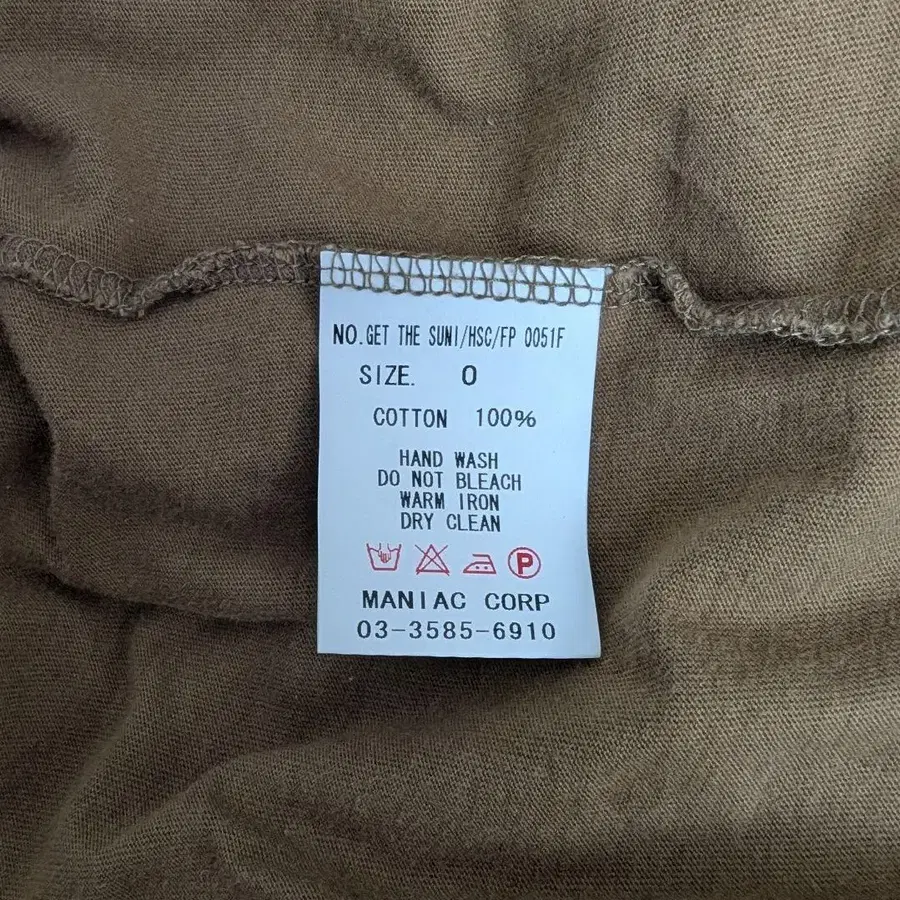 NO.GET THE SUNI/HSC/FP 0051F
SIZE. 0
COTTON 100%
HAND WASH
DO NOT BLEACH
WARM IRON
DRY CLEAN
P
MANIAC CORP
03-3585-6910